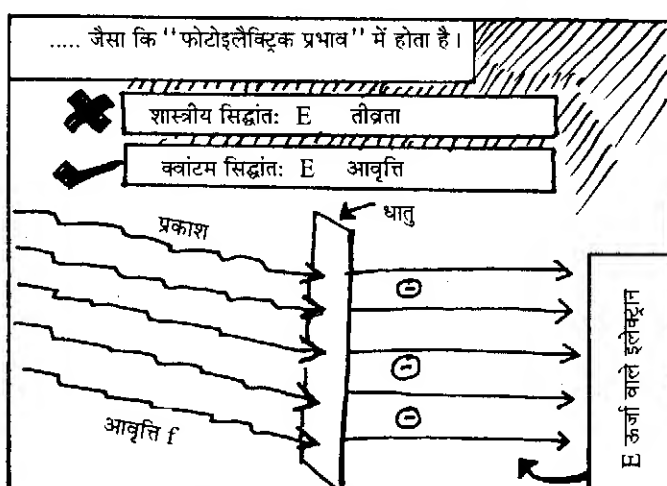 ..... जैसा कि "फोटोइलैक्ट्रिक प्रभाव" में होता है।
शास्त्रीय सिद्धांतः E तीव्रता
क्वांटम सिद्धांतः E आवृत्ति
धातु
प्रकाश
आवृत्ति f
E ऊर्जा वाले इलेक्ट्रान